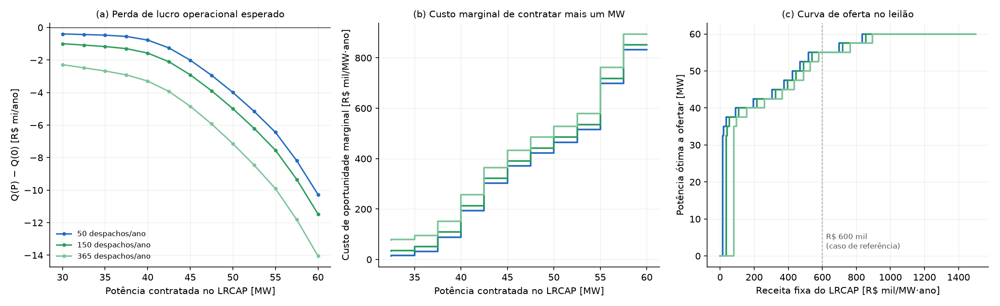 (a) Perda de lucro operacional esperado
Q(P) − Q(0) [R$ mi/ano]
0
−2
−4
−6
−8
−10
−12
−14
50 despachos/ano
150 despachos/ano
365 despachos/ano
30 35 40 45 50 55 60
Potência contratada no LRCAP [MW]
(b) Custo marginal de contratar mais um MW
Custo de oportunidade marginal [R$ mil/MW·ano]
800
600
400
200
0
35 40 45 50 55 60
Potência contratada no LRCAP [MW]
(c) Curva de oferta no leilão
Potência ótima a ofertar [MW]
60
50
40
30
20
10
0
R$ 600 mil
(caso de referência)
0 200 400 600 800 1000 1200 1400
Receita fixa do LRCAP [R$ mil/MW·ano]